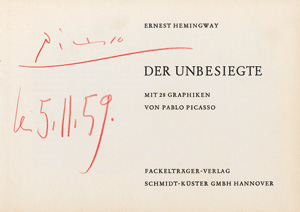 Picasso
le 5.11.59.
ERNEST HEMINGWAY
DER UNBESIEGTE
MIT 28 GRAPHIKEN
VON PABLO PICASSO
FACKELTRÄGER-VERLAG
SCHMIDT-KÜSTER GMBH HANNOVER